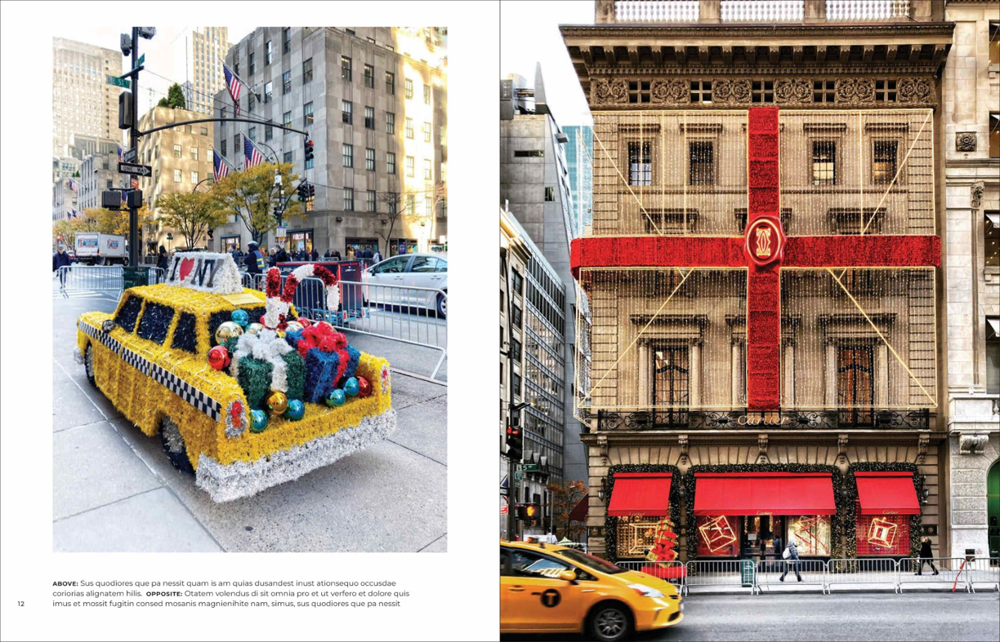 51
ONE WAY
I ♥ NY
ABOVE: Sus quodiores que pa nessit quam is am quias dusandest inust ationsequo occusdae
coriorias alignatem hilis. OPPOSITE: Otatem volendus di sit omnia pro et ut verfero et dolore quis
imus et mossit fugitin consed mosanis magnienihite nam, simus, sus quodiores que pa nessit
12
Cartier
Cartier
Cartier
Cartier
T